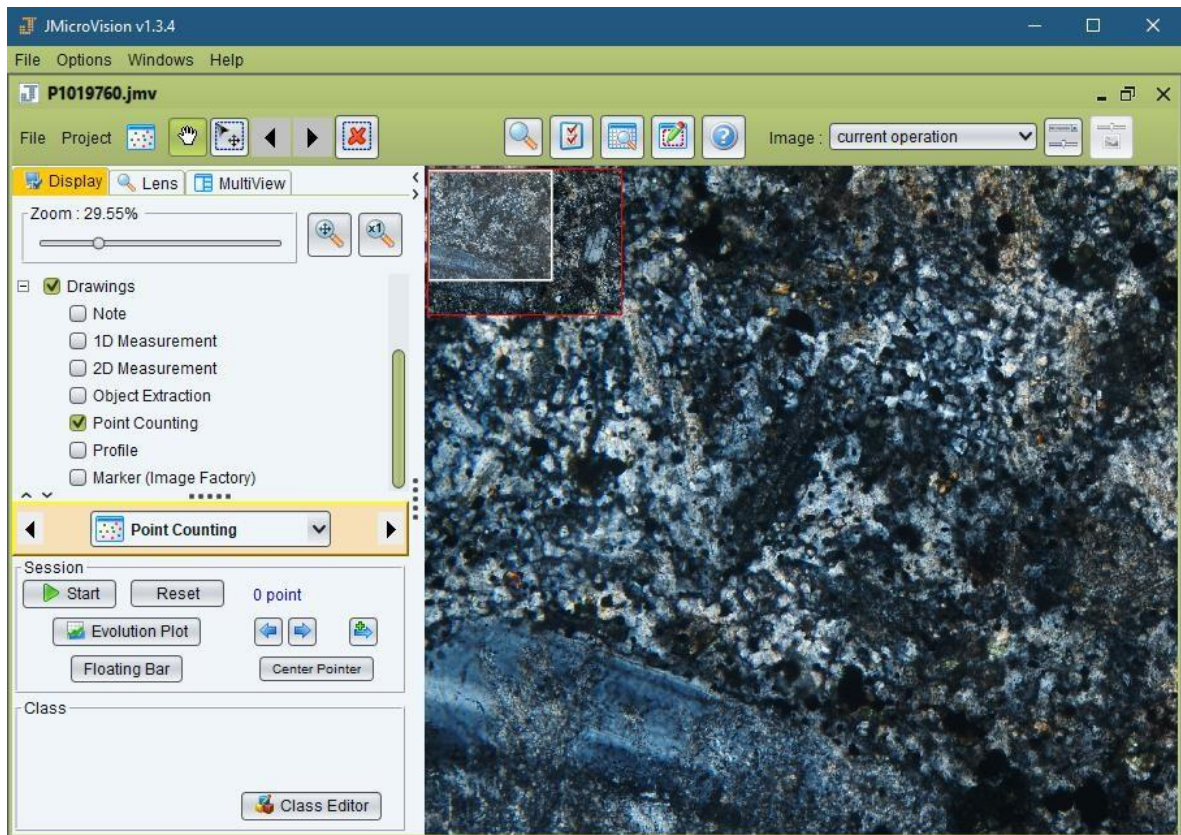 JMicroVision v1.3.4
File Options Windows Help
P1019760.jmv
File Project Image : current operation
Display Lens MultiView
Zoom : 29.55%
x1
Drawings
Note
1D Measurement
2D Measurement
Object Extraction
Point Counting
Profile
Marker (Image Factory)
Point Counting
Session
Start Reset 0 point
Evolution Plot
Floating Bar Center Pointer
Class
Class Editor